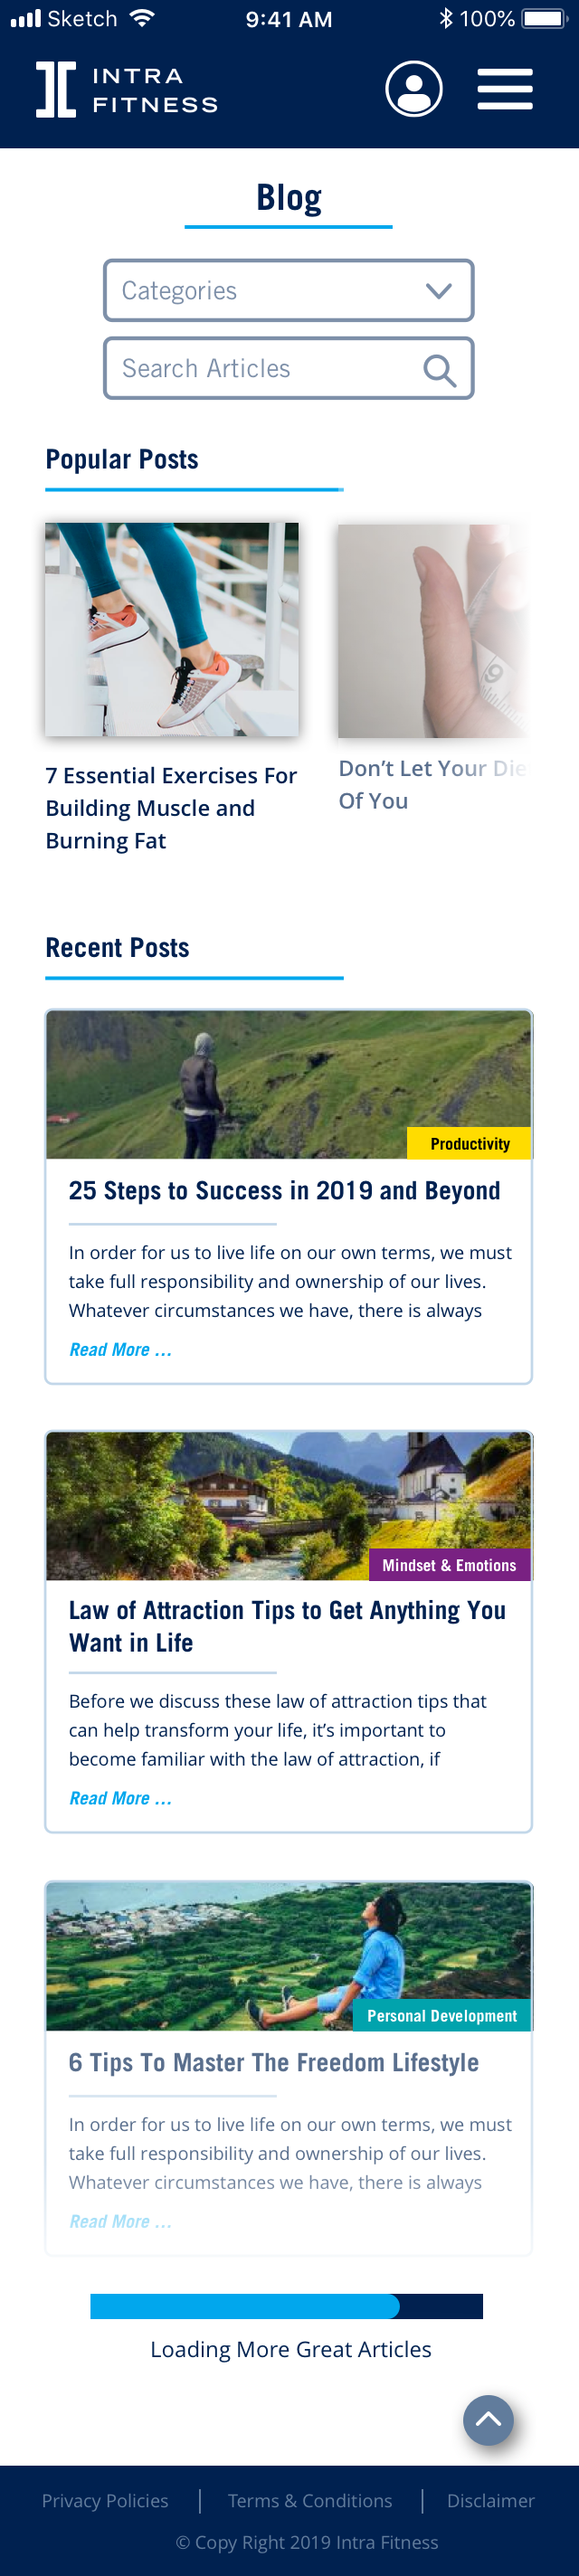 Sketch 9:41 AM 100%
INTRA
FITNESS
Blog
Categories
Search Articles
Popular Posts
7 Essential Exercises For
Building Muscle and
Burning Fat
Don’t Let Your Die
Of You
Recent Posts
Productivity
25 Steps to Success in 2019 and Beyond
In order for us to live life on our own terms, we must
take full responsibility and ownership of our lives.
Whatever circumstances we have, there is always
Read More ...
Mindset & Emotions
Law of Attraction Tips to Get Anything You
Want in Life
Before we discuss these law of attraction tips that
can help transform your life, it’s important to
become familiar with the law of attraction, if
Read More ...
Personal Development
6 Tips To Master The Freedom Lifestyle
In order for us to live life on our own terms, we must
take full responsibility and ownership of our lives.
Whatever circumstances we have, there is always
Read More ...
Loading More Great Articles
Privacy Policies | Terms & Conditions | Disclaimer
© Copy Right 2019 Intra Fitness